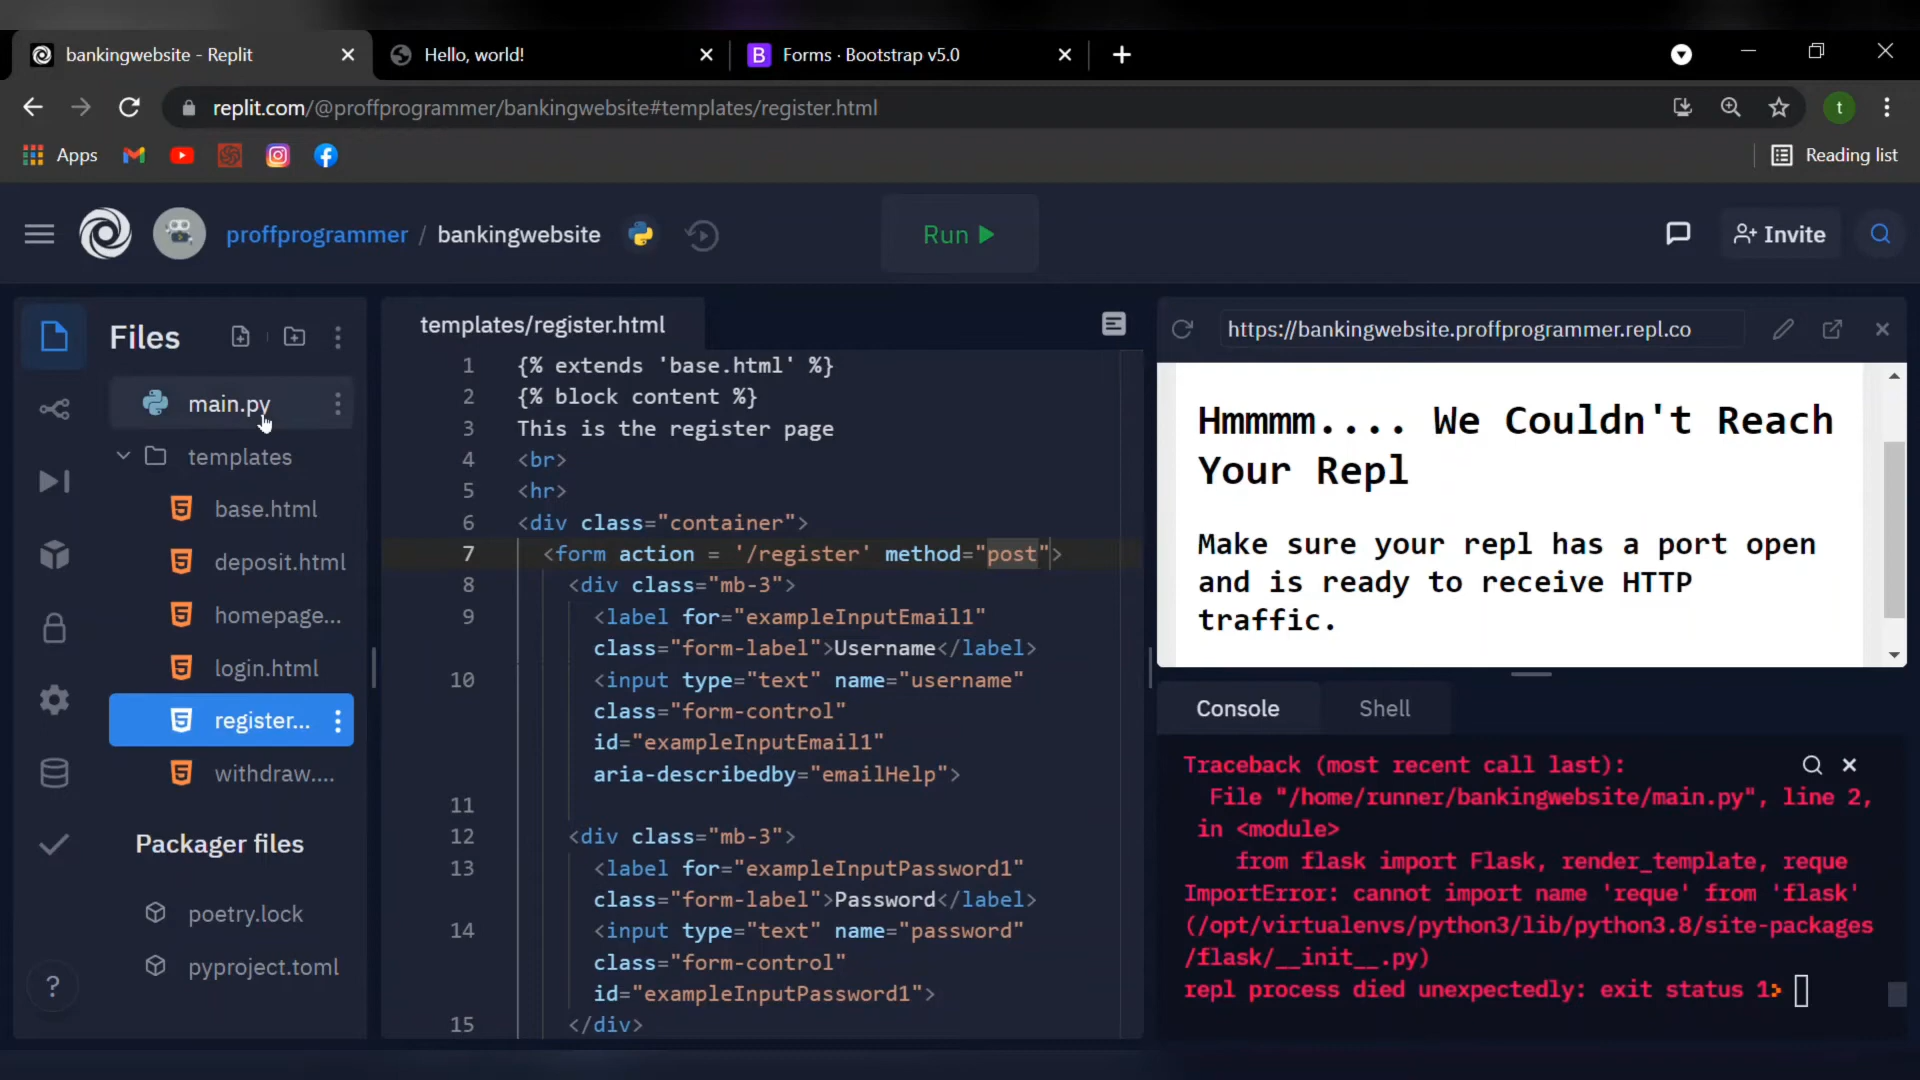 bankingwebsite - Replit
Hello, world!
B Forms · Bootstrap v5.0
replit.com/@proffprogrammer/bankingwebsite#templates/register.html
t
Apps
Reading list
proffprogrammer / bankingwebsite
Run
Invite
Files
main.py
templates
base.html
deposit.html
homepage...
login.html
register...
withdraw....
Packager files
poetry.lock
pyproject.toml
?
templates/register.html
1 {% extends 'base.html' %}
2 {% block content %}
3 This is the register page
4 <br>
5 <hr>
6 <div class="container">
7 <form action = '/register' method="post">
8 <div class="mb-3">
9 <label for="exampleInputEmail1"
class="form-label">Username</label>
10 <input type="text" name="username"
class="form-control"
id="exampleInputEmail1"
aria-describedby="emailHelp">
11
12 <div class="mb-3">
13 <label for="exampleInputPassword1"
class="form-label">Password</label>
14 <input type="text" name="password"
class="form-control"
id="exampleInputPassword1">
15 </div>
https://bankingwebsite.proffprogrammer.repl.co
Hmmmm.... We Couldn't Reach
Your Repl
Make sure your repl has a port open
and is ready to receive HTTP
traffic.
Console
Shell
Traceback (most recent call last):
File "/home/runner/bankingwebsite/main.py", line 2,
in <module>
from flask import Flask, render_template, reque
ImportError: cannot import name 'reque' from 'flask'
(/opt/virtualenvs/python3/lib/python3.8/site-packages
/flask/__init__.py)
repl process died unexpectedly: exit status 1>